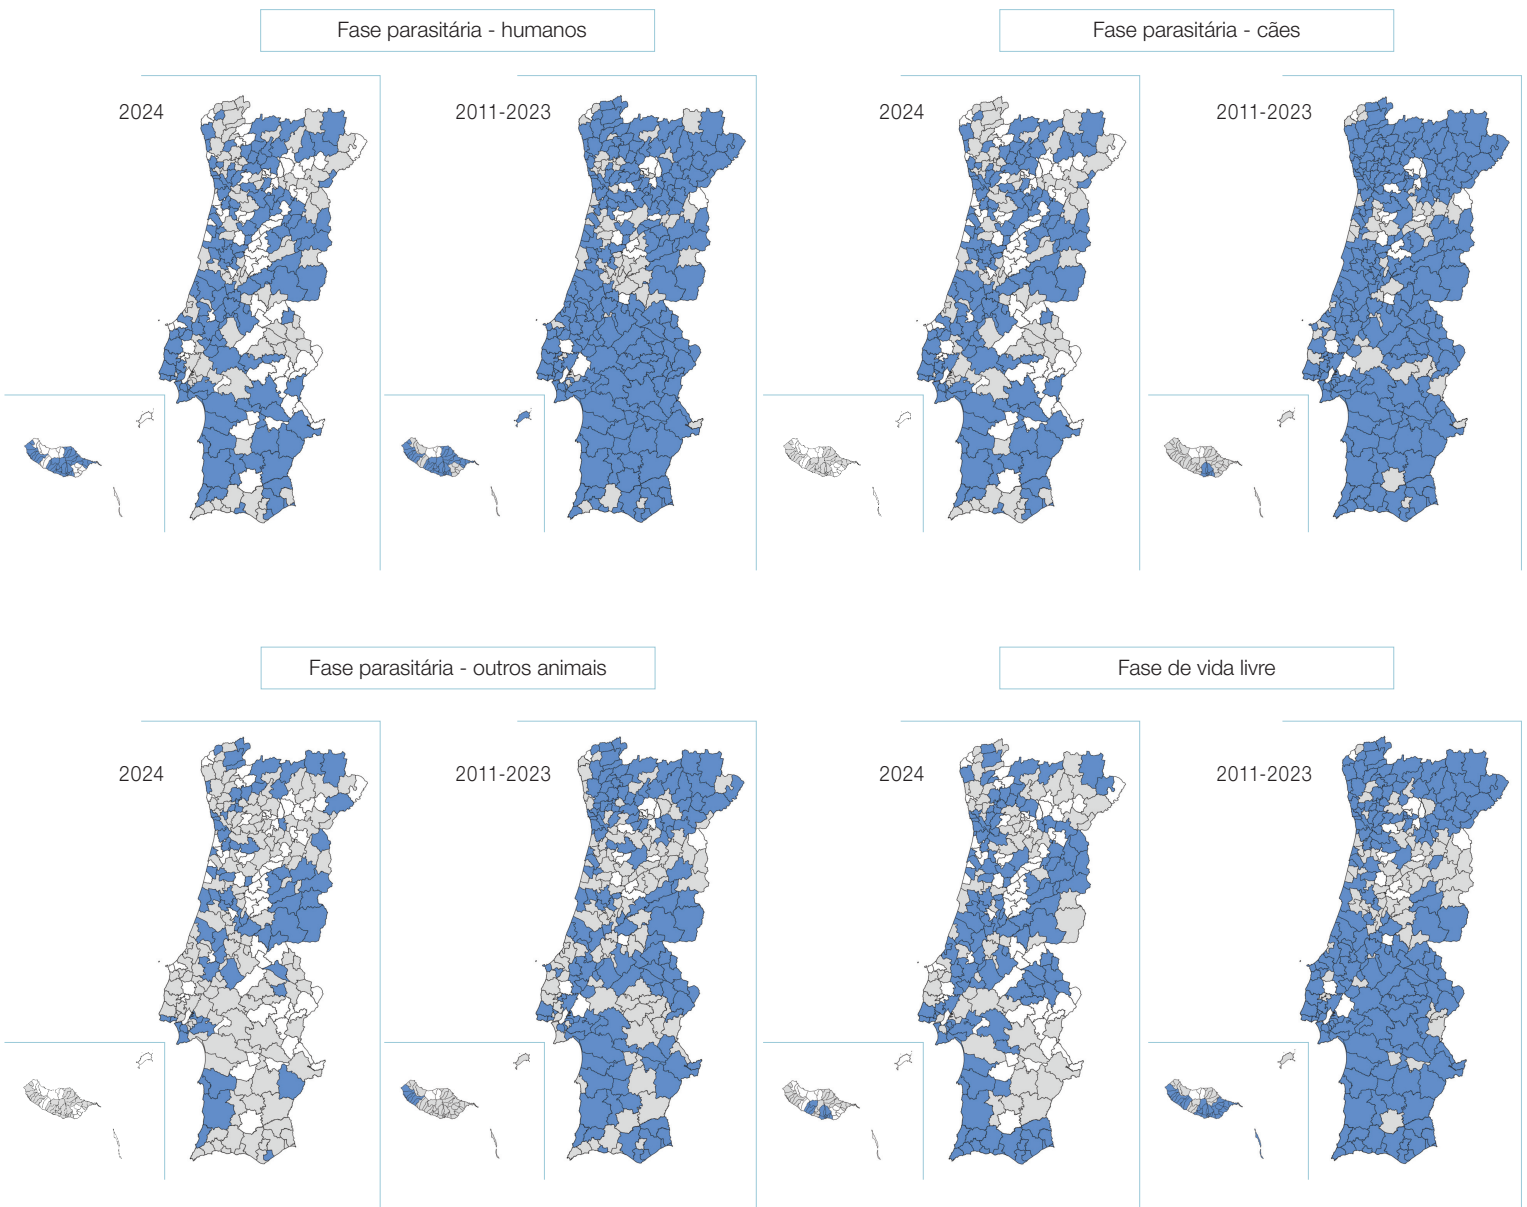 Fase parasitária - humanos
Fase parasitária - cães
2024
2011-2023
2024
2011-2023
Fase parasitária - outros animais
Fase de vida livre
2024
2011-2023
2024
2011-2023